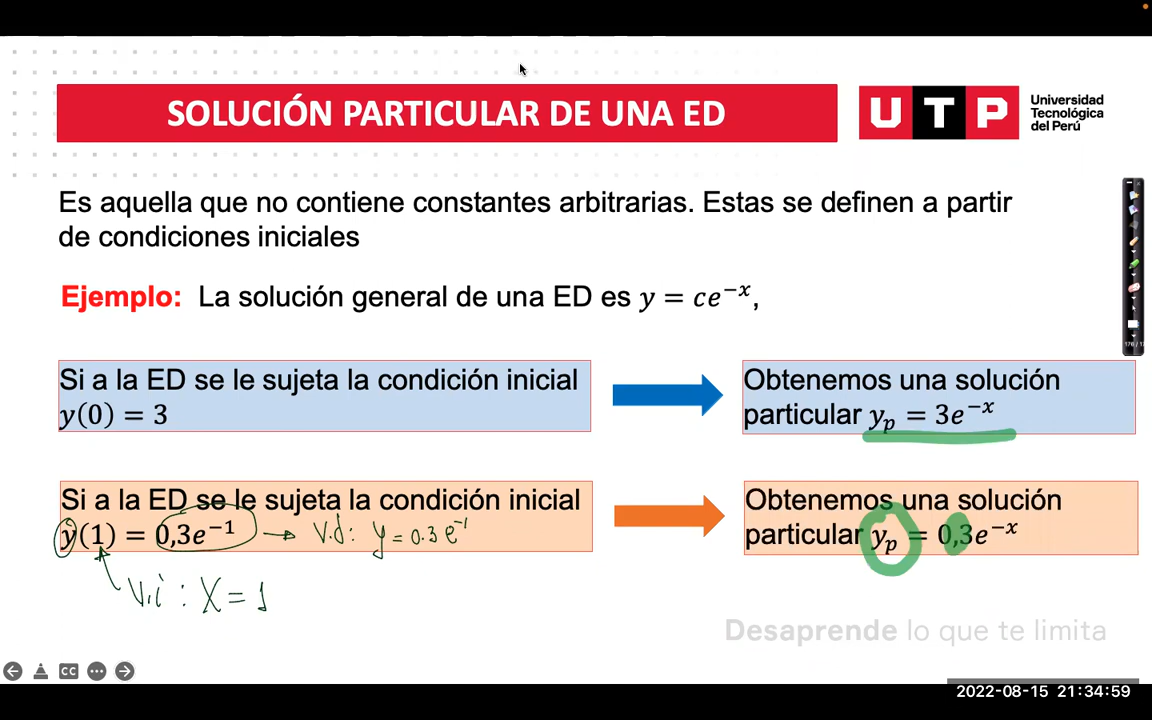 SOLUCIÓN PARTICULAR DE UNA ED
UTP
Universidad
Tecnológica
del Perú
Es aquella que no contiene constantes arbitrarias. Estas se definen a partir
de condiciones iniciales
Ejemplo: La solución general de una ED es y = ce⁻ˣ,
Si a la ED se le sujeta la condición inicial
y(0) = 3
Obtenemos una solución
particular yₚ = 3e⁻ˣ
Si a la ED se le sujeta la condición inicial
y(1) = 0,3e⁻¹ → v.d: y = 0.3 e⁻¹
V.i : X = 1
Obtenemos una solución
particular yₚ = 0,3e⁻ˣ
Desaprende lo que te limita
CC
2022-08-15 21:34:59